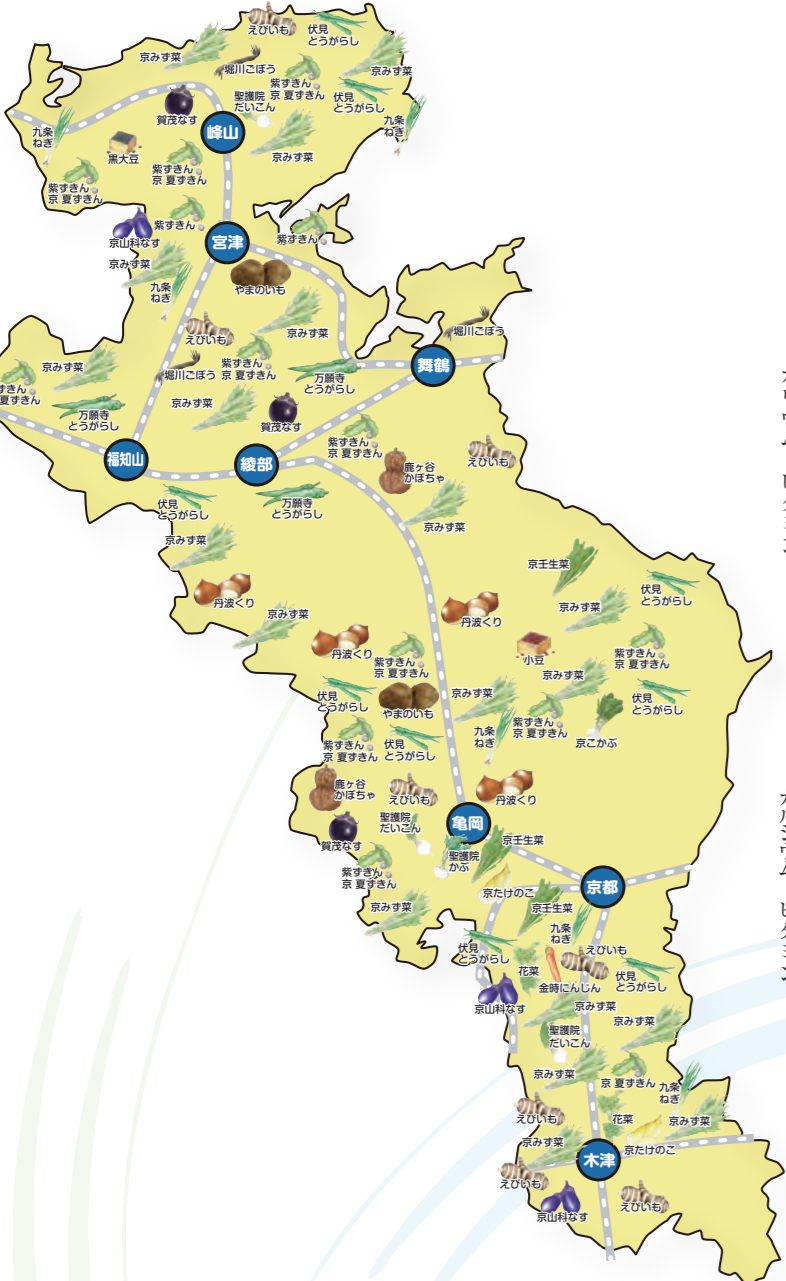 えびいも
伏見
とうがらし
京みず菜
堀川ごぼう
紫ずきん
京 夏ずきん
京みず菜
賀茂なす
聖護院
だいこん
伏見
とうがらし
九条
ねぎ
九条
ねぎ
峰山
黒大豆
京みず菜
紫ずきん
京 夏ずきん
紫ずきん
京 夏ずきん
紫ずきん
京山科なす
宮津
紫ずきん
京みず菜
九条
ねぎ
やまのいも
京みず菜
えびいも
堀川ごぼう
京みず菜
堀川ごぼう
紫ずきん
京 夏ずきん
万願寺
とうがらし
舞鶴
ずきん
夏ずきん
万願寺
とうがらし
京みず菜
賀茂なす
福知山
綾部
紫ずきん
京 夏ずきん
鹿ヶ谷
かぼちゃ
えびいも
伏見
とうがらし
万願寺
とうがらし
京みず菜
京みず菜
丹波くり
京みず菜
丹波くり
京壬生菜
伏見
とうがらし
京みず菜
丹波くり
紫ずきん
京 夏ずきん
小豆
紫ずきん
京 夏ずきん
京みず菜
伏見
とうがらし
やまのいも
京みず菜
伏見
とうがらし
紫ずきん
京 夏ずきん
京こかぶ
九条
ねぎ
紫ずきん
京 夏ずきん
伏見
とうがらし
鹿ヶ谷
かぼちゃ
えびいも
丹波くり
賀茂なす
聖護院
だいこん
亀岡
京壬生菜
聖護院
かぶ
紫ずきん
京 夏ずきん
京たけのこ
京都
京みず菜
京壬生菜
九条
ねぎ
伏見
とうがらし
えびいも
花菜
金時にんじん
伏見
とうがらし
京山科なす
京みず菜
聖護院
だいこん
京みず菜
京みず菜
京 夏ずきん
九条
ねぎ
えびいも
花菜
京みず菜
京みず菜
京たけのこ
木津
えびいも
京山科なす
えびいも